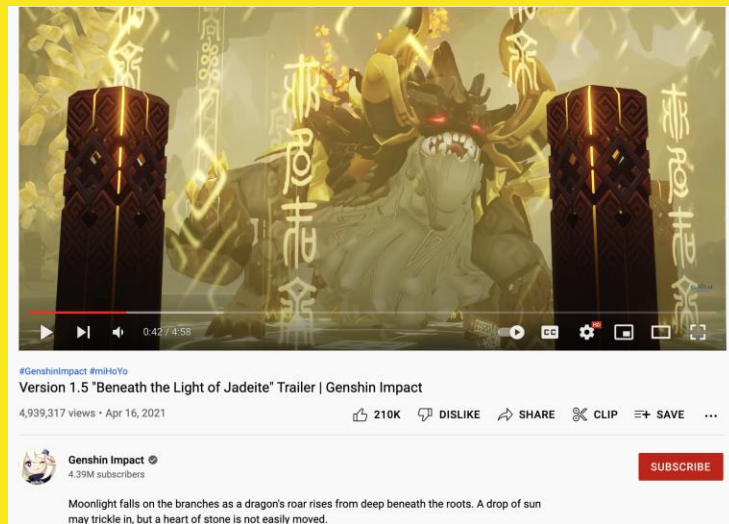 0:42 / 4:58
CC
HD
#GenshinImpact #miHoYo
Version 1.5 "Beneath the Light of Jadeite" Trailer | Genshin Impact
4,939,317 views • Apr 16, 2021
210K DISLIKE SHARE CLIP SAVE ...
Genshin Impact
4.39M subscribers
SUBSCRIBE
Moonlight falls on the branches as a dragon's roar rises from deep beneath the roots. A drop of sun
may trickle in, but a heart of stone is not easily moved.